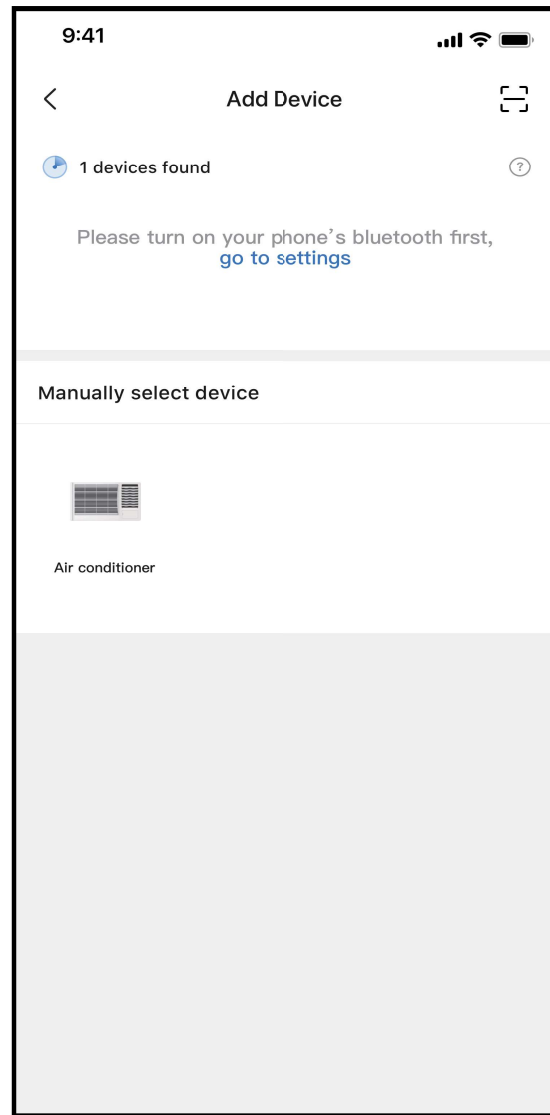 9:41
Add Device
1 devices found
?
Please turn on your phone's bluetooth first,
go to settings
Manually select device
Air conditioner